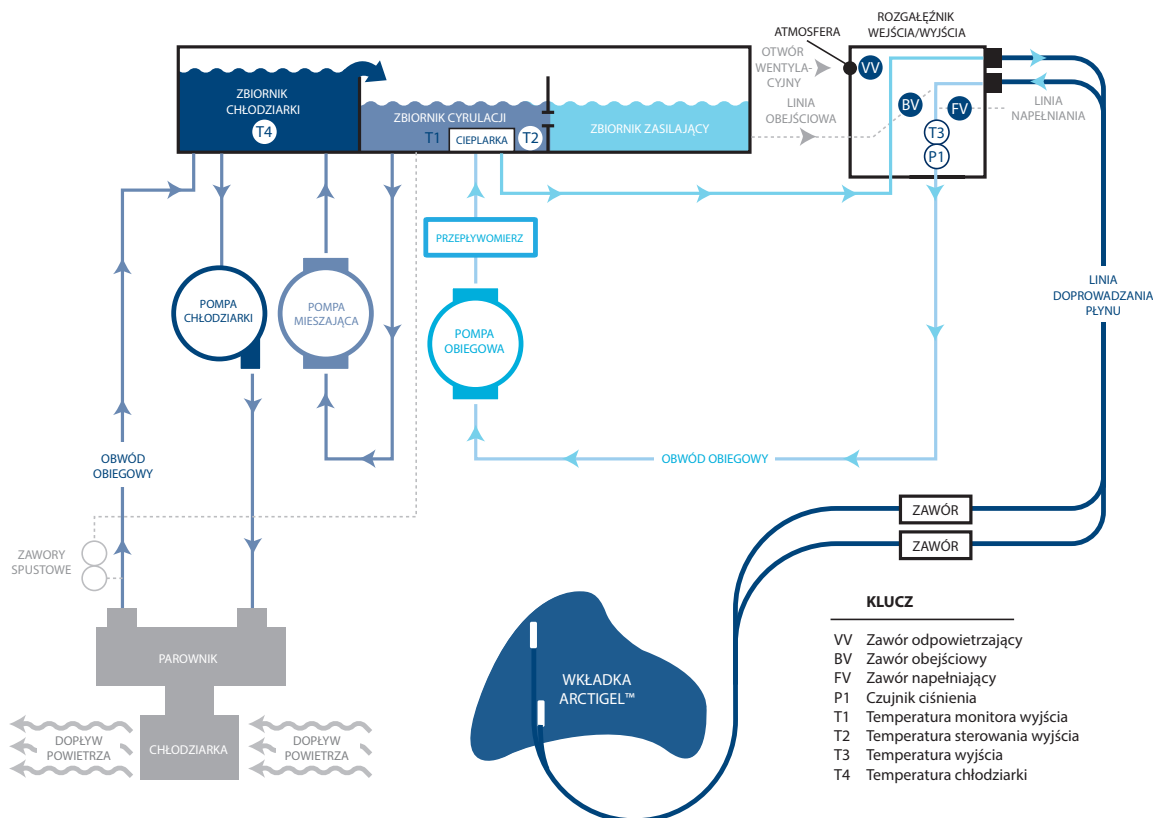 ROZGAŁĘŹNIK
WEJŚCIA/WYJŚCIA
ATMOSFERA
VV
OTWÓR
WENTYLA-
CYJNY
LINIA
OBEJŚCIOWA
BV
FV
LINIA
NAPEŁNIANIA
T3
P1
ZBIORNIK
CHŁODZIARKI
T4
ZBIORNIK CYRULACJI
T1
CIEPLARKA
T2
ZBIORNIK ZASILAJĄCY
PRZEPŁYWOMIERZ
POMPA
CHŁODZIARKI
POMPA
MIESZAJĄCA
POMPA
OBIEGOWA
LINIA
DOPROWADZANIA
PŁYNU
OBWÓD
OBIEGOWY
OBWÓD OBIEGOWY
ZAWORY
SPUSTOWE
ZAWÓR
ZAWÓR
PAROWNIK
CHŁODZIARKA
DOPŁYW
POWIETRZA
DOPŁYW
POWIETRZA
WKŁADKA
ARCTIGEL™
KLUCZ
VV Zawór odpowietrzający
BV Zawór obejściowy
FV Zawór napełniający
P1 Czujnik ciśnienia
T1 Temperatura monitora wyjścia
T2 Temperatura sterowania wyjścia
T3 Temperatura wyjścia
T4 Temperatura chłodziarki